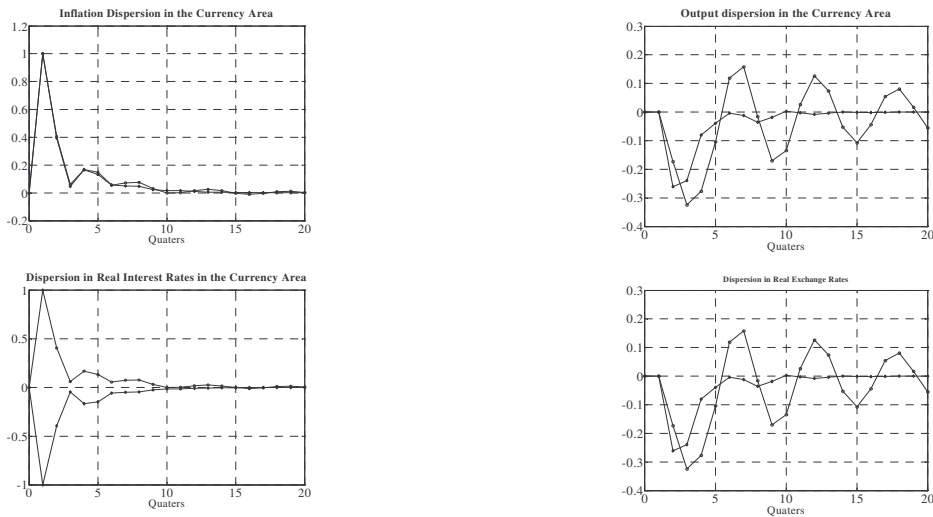 Inflation Dispersion in the Currency Area
1.2
1
0.8
0.6
0.4
0.2
0
-0.2
0 5 10 15 20
Quaters
Output dispersion in the Currency Area
0.3
0.2
0.1
0
-0.1
-0.2
-0.3
-0.4
0 5 10 15 20
Quaters
Dispersion in Real Interest Rates in the Currency Area
1
0.5
0
-0.5
-1
0 5 10 15 20
Quaters
Dispersion in Real Exchange Rates
0.3
0.2
0.1
0
-0.1
-0.2
-0.3
-0.4
0 5 10 15 20
Quaters